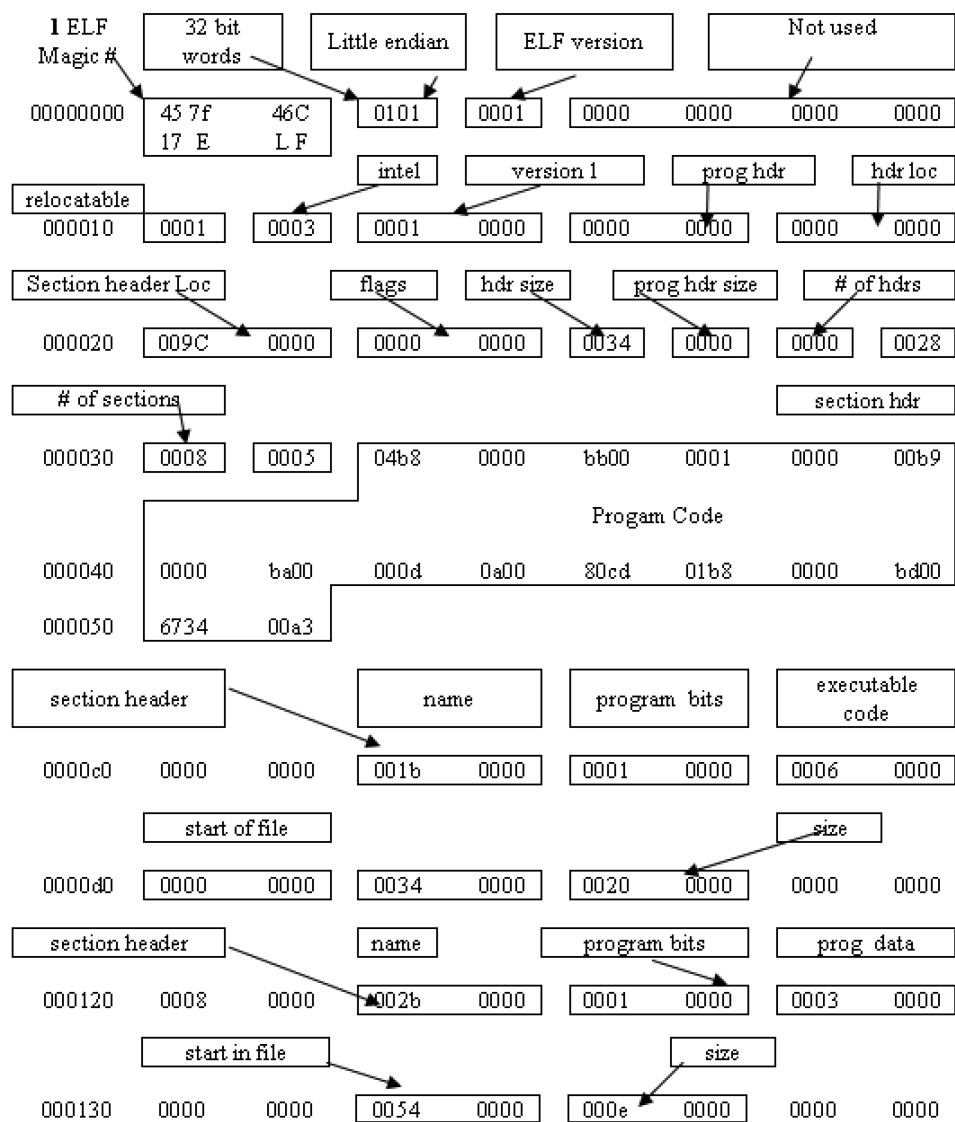 1 ELF Magic #
32 bit words
Little endian
ELF version
Not used
00000000 45 7f 46C 0101 0001 0000 0000 0000 0000
17 E L F
intel version 1 prog hdr hdr loc
relocatable
000010 0001 0003 0001 0000 0000 0000 0000 0000
Section header Loc flags hdr size prog hdr size # of hdrs
000020 009C 0000 0000 0000 0034 0000 0000 0028
# of sections section hdr
000030 0008 0005 04b8 0000 bb00 0001 0000 00b9
Progam Code
000040 0000 ba00 000d 0a00 80cd 01b8 0000 bd00
000050 6734 00a3
section header name program bits executable code
0000c0 0000 0000 001b 0000 0001 0000 0006 0000
start of file size
0000d0 0000 0000 0034 0000 0020 0000 0000 0000
section header name program bits prog data
000120 0008 0000 002b 0000 0001 0000 0003 0000
start in file size
000130 0000 0000 0054 0000 000e 0000 0000 0000